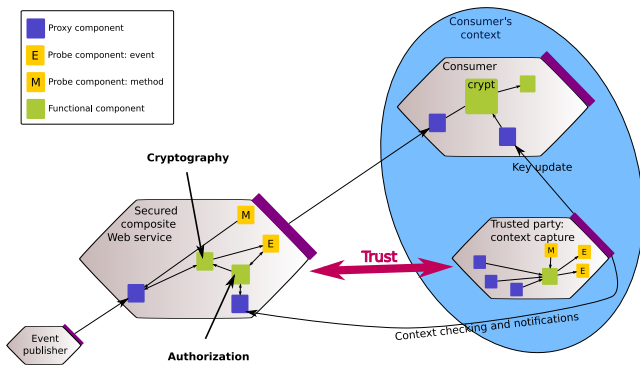 Proxy component
E
Probe component: event
M
Probe component: method
Functional component
Consumer's
context
Consumer
crypt
Key update
Cryptography
Secured
composite
Web service
M
E
Trust
Trusted party:
context capture
M
E
E
Context checking and notifications
Event
publisher
Authorization